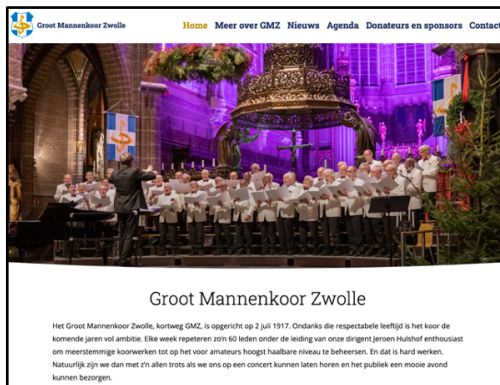 Groot Mannenkoor Zwolle Home Meer over GMZ Nieuws Agenda Donateurs en sponsors Contact
Groot Mannenkoor Zwolle
Het Groot Mannenkoor Zwolle, kortweg GMZ, is opgericht op 2 juli 1917. Ondanks die respectabele leeftijd is het koor de
komende jaren vol ambitie. Elke week repeteren zo'n 60 leden onder de leiding van onze dirigent Jeroen Hulshof enthousiast
om meerstemmige koorwerken tot op het voor amateurs hoogst haalbare niveau te beheersen. En dat is hard werken.
Natuurlijk zijn we dan met z'n allen trots als we ons op een concert kunnen laten horen en het publiek een mooie avond
kunnen bezorgen.